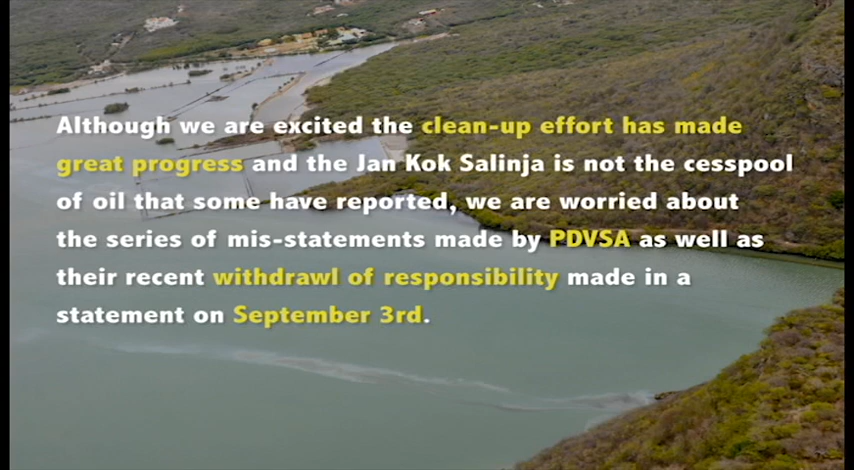 Although we are excited the clean-up effort has made
great progress and the Jan Kok Salinja is not the cesspool
of oil that some have reported, we are worried about
the series of mis-statements made by PDVSA as well as
their recent withdrawl of responsibility made in a
statement on September 3rd.